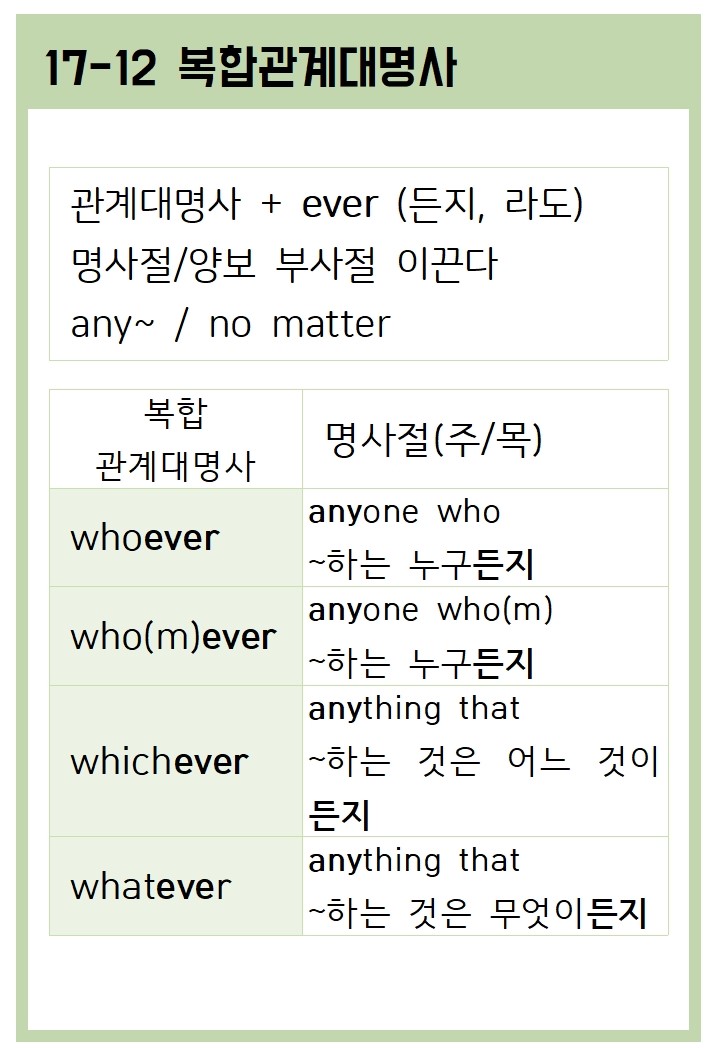 17-12 복합관계대명사
관계대명사 + ever (든지, 라도)
명사절/양보 부사절 이끈다
any~ / no matter
복합
관계대명사
명사절(주/목)
whoever
anyone who
~하는 누구든지
who(m)ever
anyone who(m)
~하는 누구든지
whichever
anything that
~하는 것은 어느 것이
든지
whatever
anything that
~하는 것은 무엇이든지